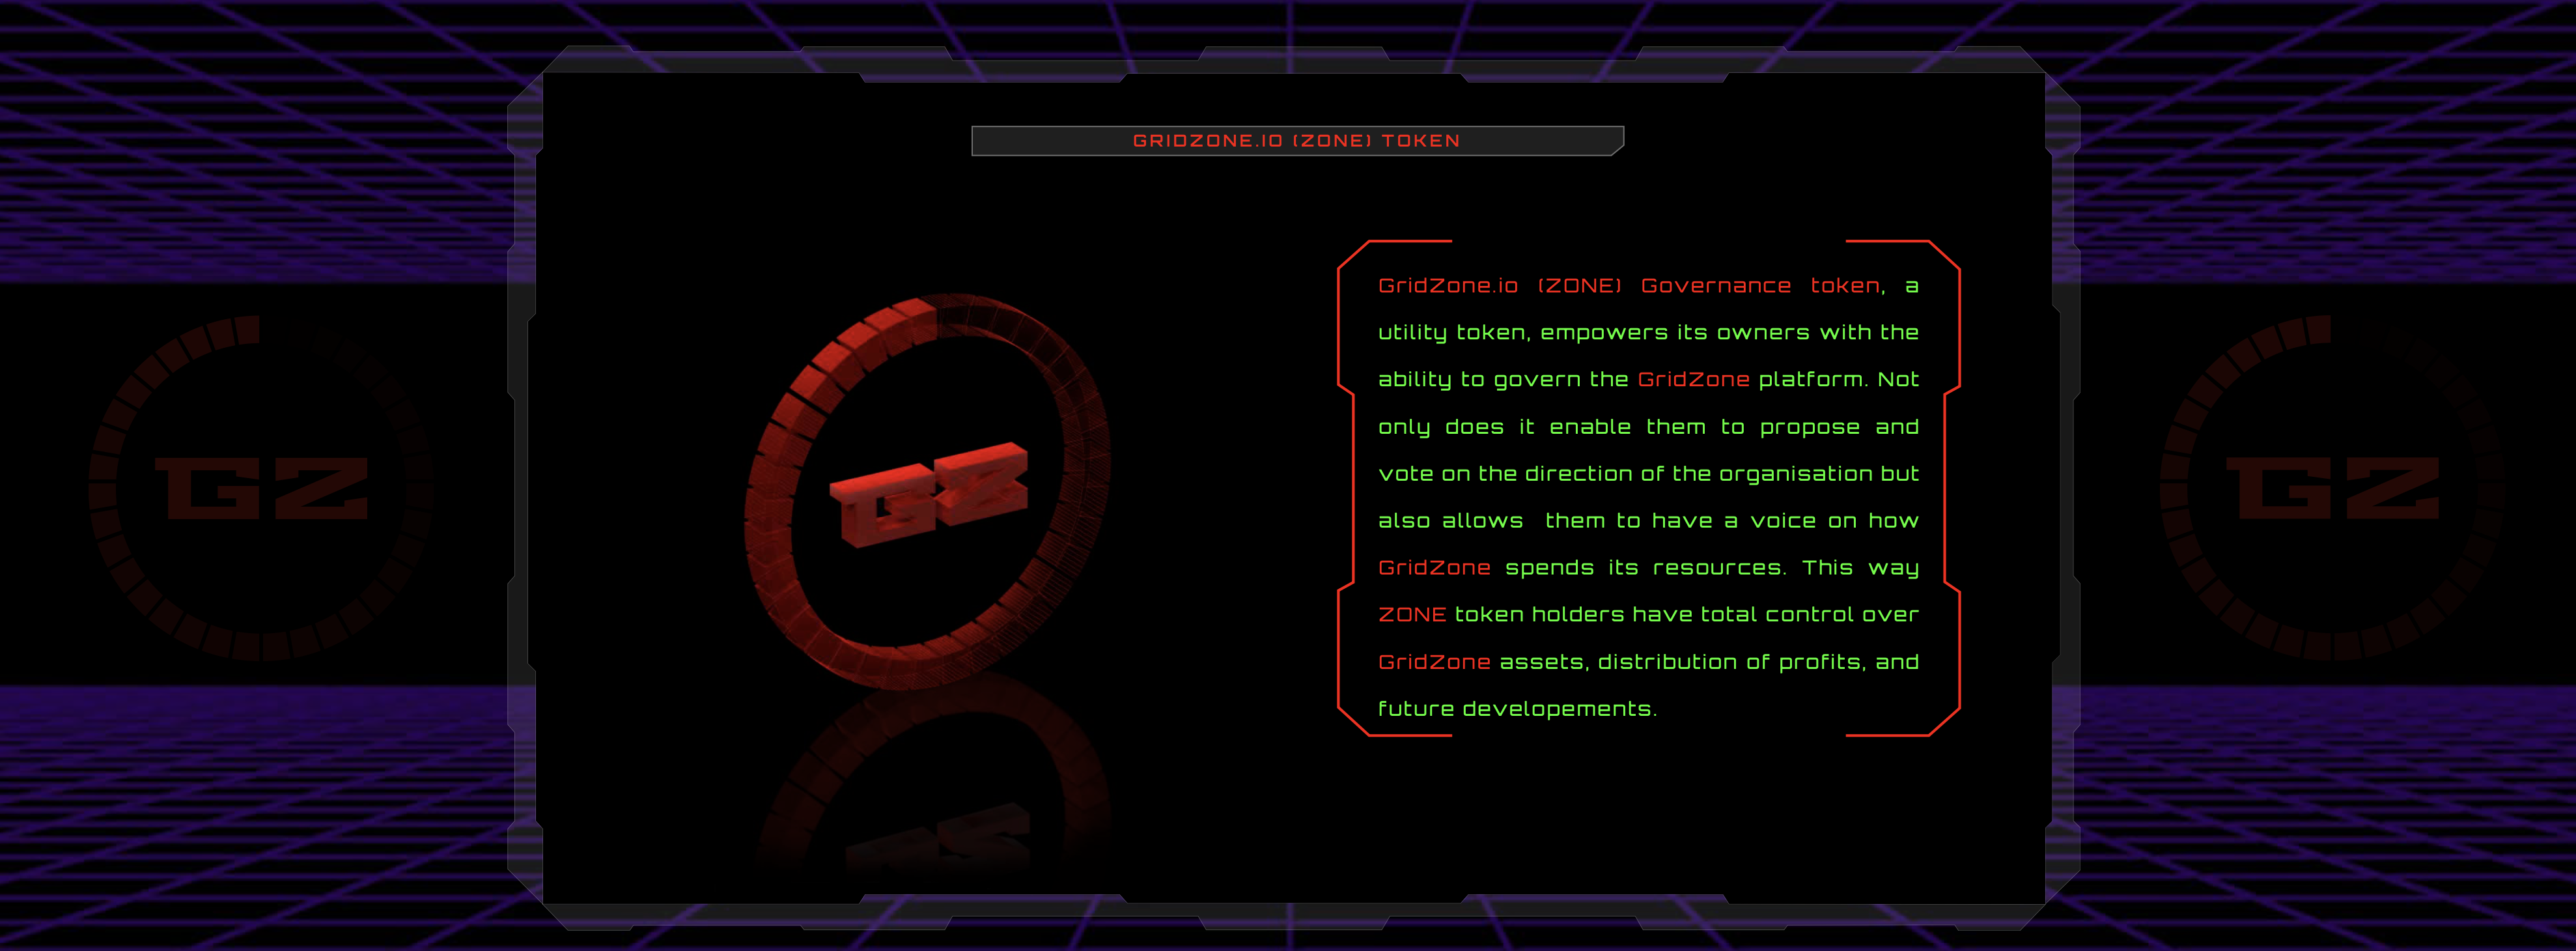 GRIDZONE.IO (ZONE) TOKEN
GZ
GZ
GZ
GridZone.io (ZONE) Governance token, a
utility token, empowers its owners with the
ability to govern the GridZone platform. Not
only does it enable them to propose and
vote on the direction of the organisation but
also allows them to have a voice on how
GridZone spends its resources. This way
ZONE token holders have total control over
GridZone assets, distribution of profits, and
future developements.